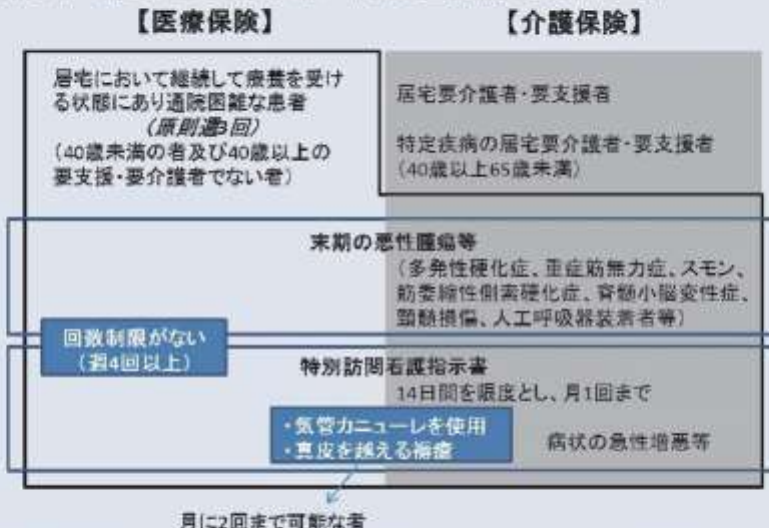 【医療保険】
【介護保険】
居宅において継続して療養を受け
る状態にあり通院困難な患者
(原則週3回)
(40歳未満の者及び40歳以上の
要支援・要介護者でない者)
居宅要介護者・要支援者
特定疾病の居宅要介護者・要支援者
(40歳以上65歳未満)
末期の悪性腫瘍等
(多発性硬化症、重症筋無力症、スモン、
筋萎縮性側索硬化症、脊髄小脳変性症、
頸髄損傷、人工呼吸器装着者等)
回数制限がない
(週4回以上)
特別訪問看護指示書
14日間を限度とし、月1回まで
・気管カニューレを使用
・真皮を越える褥瘡
病状の急性増悪等
月に2回まで可能な者